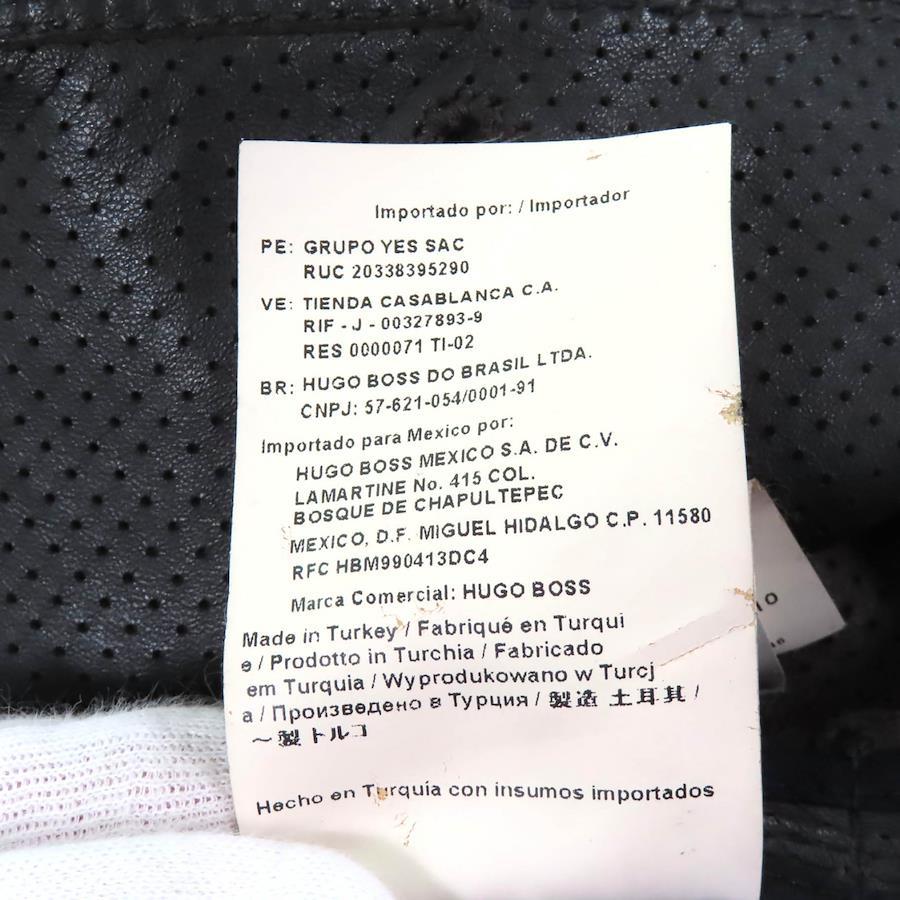 Importado por: / Importador
PE: GRUPO YES SAC
RUC 20338395290
VE: TIENDA CASABLANCA C.A.
RIF - J - 00327893-9
RES 0000071 TI-02
BR: HUGO BOSS DO BRASIL LTDA.
CNPJ: 57-621-054/0001-91
Importado para Mexico por:
HUGO BOSS MEXICO S.A. DE C.V.
LAMARTINE No. 415 COL.
BOSQUE DE CHAPULTEPEC
MEXICO, D.F. MIGUEL HIDALGO C.P. 11580
RFC HBM990413DC4
Marca Comercial: HUGO BOSS
Made in Turkey / Fabriqué en Turqui
e / Prodotto in Turchia / Fabricado
em Turquia / Wyprodukowano w Turcj
a / Произведено в Турция / 製造 土耳其 /
~製 トルコ
Hecho en Turquía con insumos importados